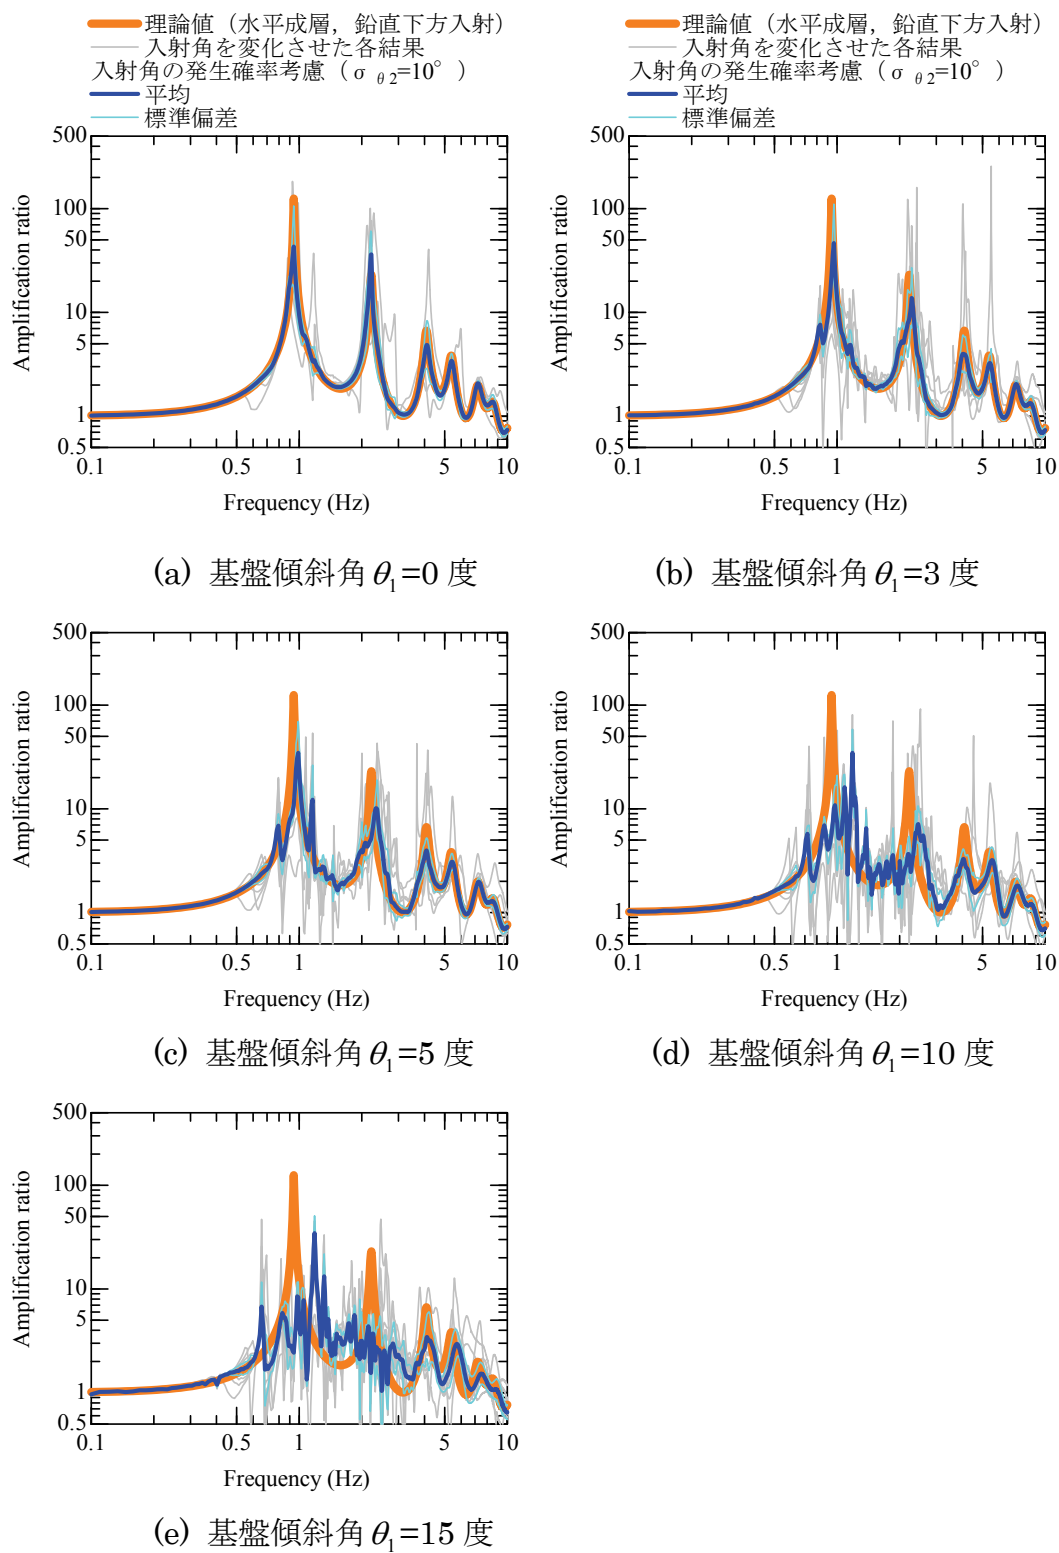 理論値（水平成層，鉛直下方入射）
入射角を変化させた各結果
入射角の発生確率考慮（σθ2=10°）
平均
標準偏差
理論値（水平成層，鉛直下方入射）
入射角を変化させた各結果
入射角の発生確率考慮（σθ2=10°）
平均
標準偏差
500
100
50
10
5
1
0.5
Amplification ratio
0.1 0.5 1 5 10
Frequency (Hz)
(a) 基盤傾斜角θ1=0 度
500
100
50
10
5
1
0.5
Amplification ratio
0.1 0.5 1 5 10
Frequency (Hz)
(b) 基盤傾斜角θ1=3 度
500
100
50
10
5
1
0.5
Amplification ratio
0.1 0.5 1 5 10
Frequency (Hz)
(c) 基盤傾斜角θ1=5 度
500
100
50
10
5
1
0.5
Amplification ratio
0.1 0.5 1 5 10
Frequency (Hz)
(d) 基盤傾斜角θ1=10 度
500
100
50
10
5
1
0.5
Amplification ratio
0.1 0.5 1 5 10
Frequency (Hz)
(e) 基盤傾斜角θ1=15 度